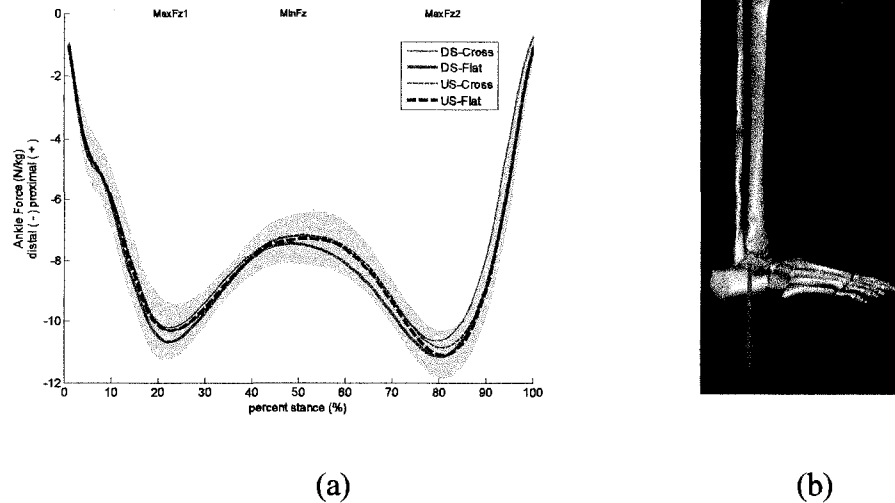 MaxFz1 MinFz MaxFz2
DS-Cross
DS-Flat
US-Cross
US-Flat
Ankle Force (N/kg)
distal ( - ) proximal ( + )
0
-2
-4
-6
-8
-10
-12
0 10 20 30 40 50 60 70 80 90 100
percent stance (%)
(a) (b)